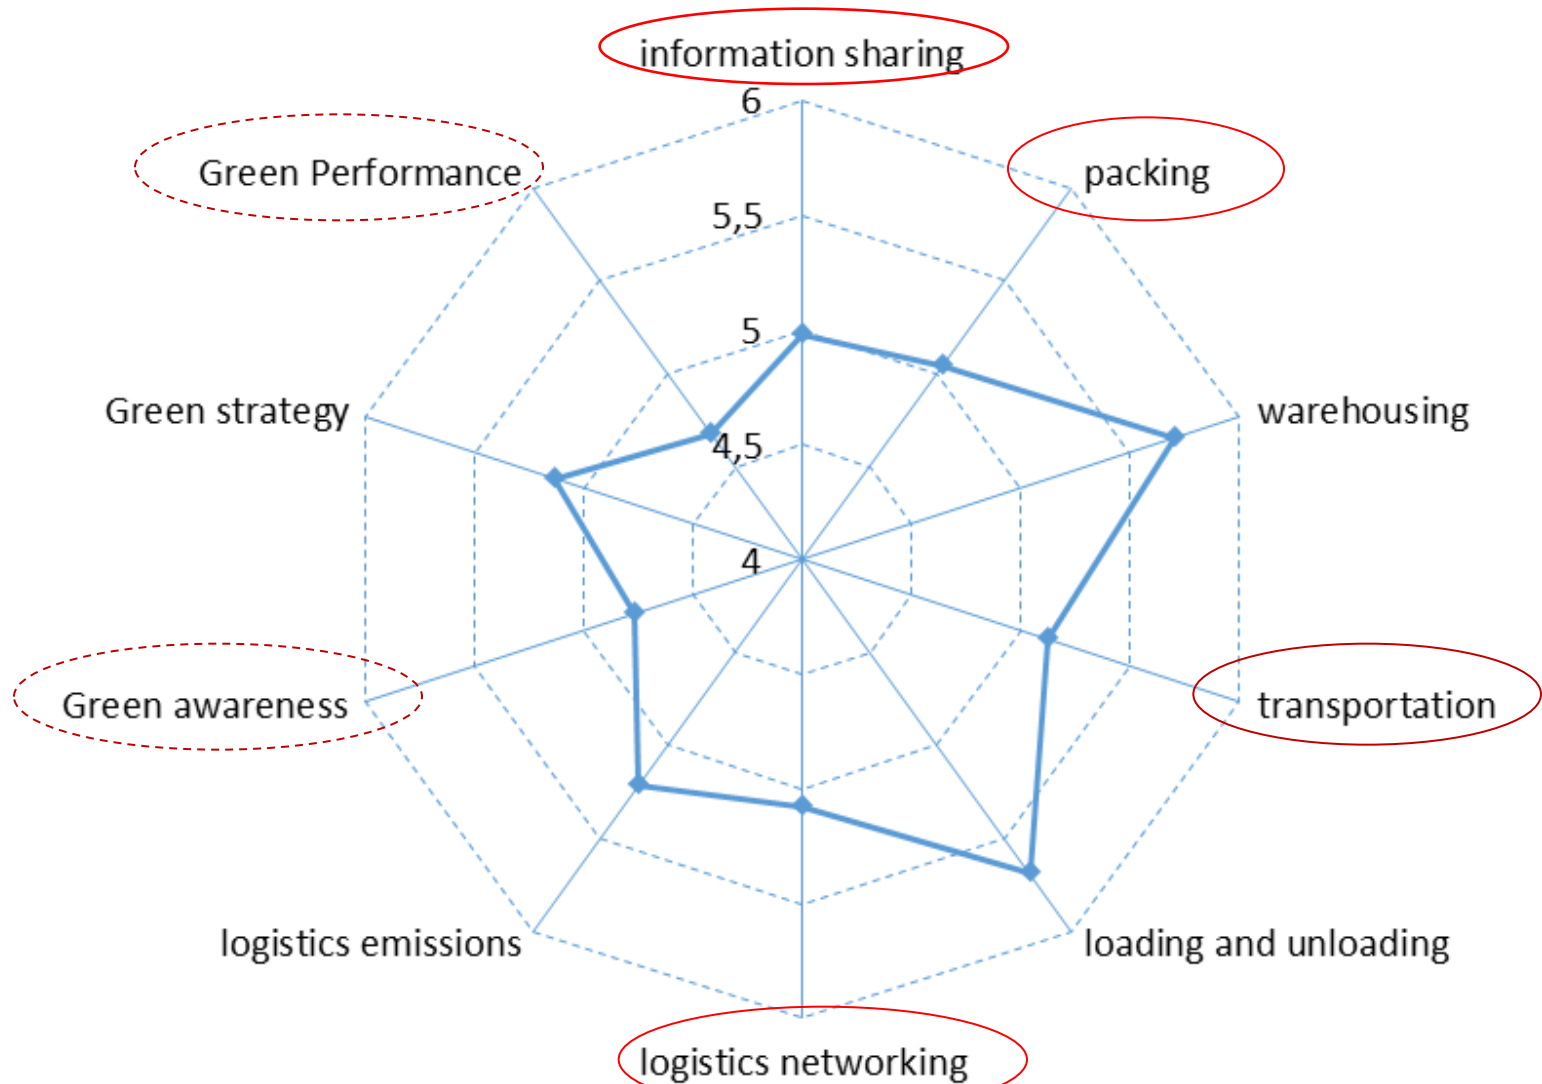 information sharing
6
Green Performance
packing
5,5
5
Green strategy
warehousing
4,5
4
Green awareness
transportation
logistics emissions
loading and unloading
logistics networking